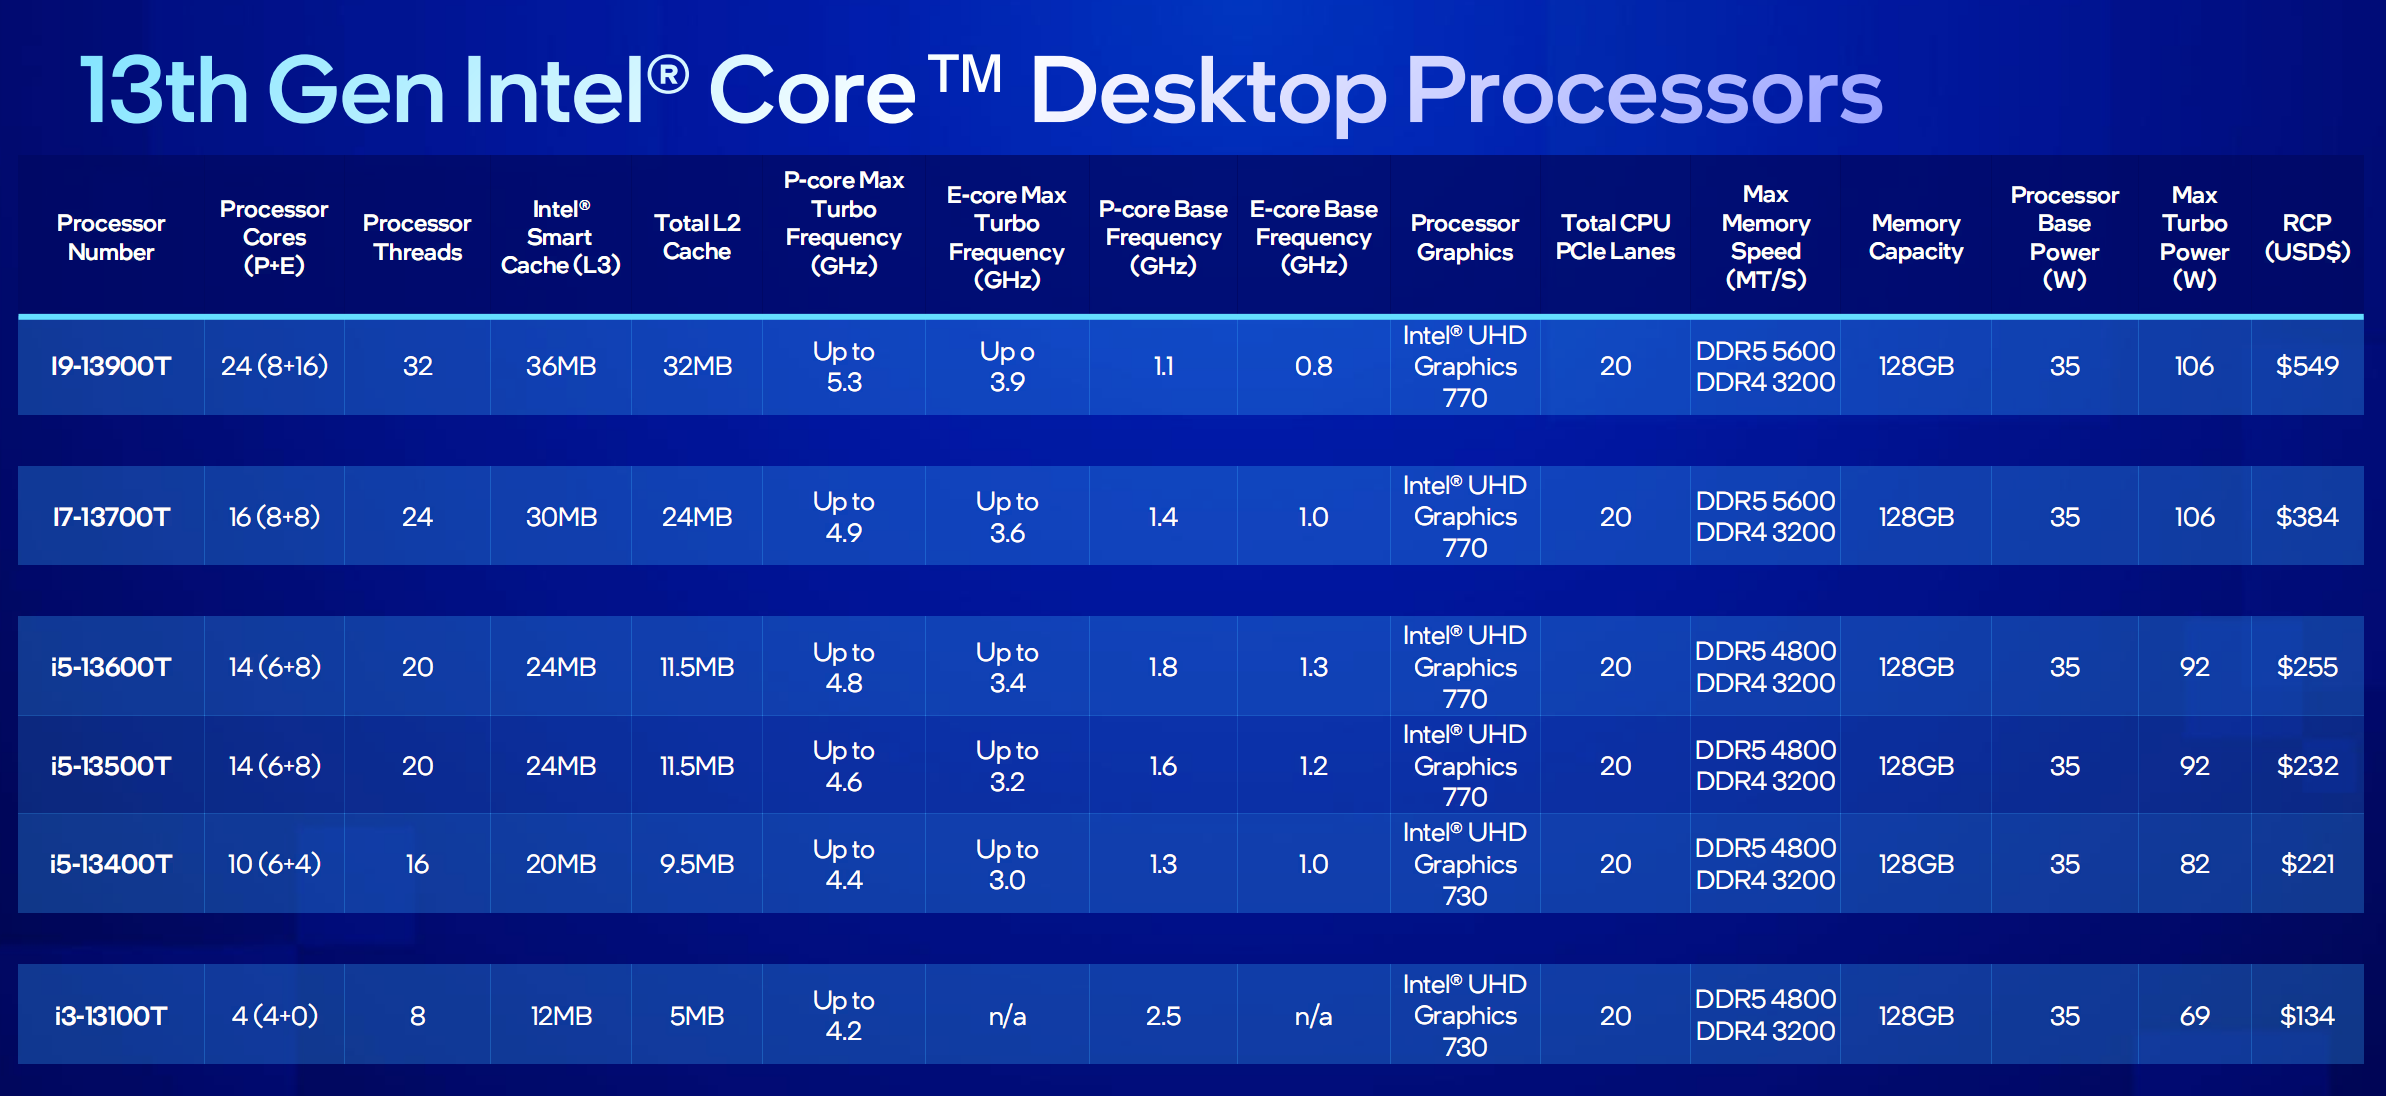 13th Gen Intel® Core™ Desktop Processors
Processor Number | Processor Cores (P+E) | Processor Threads | Intel® Smart Cache (L3) | Total L2 Cache | P-core Max Turbo Frequency (GHz) | E-core Max Turbo Frequency (GHz) | P-core Base Frequency (GHz) | E-core Base Frequency (GHz) | Processor Graphics | Total CPU PCIe Lanes | Max Memory Speed (MT/S) | Memory Capacity | Processor Base Power (W) | Max Turbo Power (W) | RCP (USD$)
I9-13900T | 24 (8+16) | 32 | 36MB | 32MB | Up to 5.3 | Up o 3.9 | 1.1 | 0.8 | Intel® UHD Graphics 770 | 20 | DDR5 5600 DDR4 3200 | 128GB | 35 | 106 | $549
I7-13700T | 16 (8+8) | 24 | 30MB | 24MB | Up to 4.9 | Up to 3.6 | 1.4 | 1.0 | Intel® UHD Graphics 770 | 20 | DDR5 5600 DDR4 3200 | 128GB | 35 | 106 | $384
i5-13600T | 14 (6+8) | 20 | 24MB | 11.5MB | Up to 4.8 | Up to 3.4 | 1.8 | 1.3 | Intel® UHD Graphics 770 | 20 | DDR5 4800 DDR4 3200 | 128GB | 35 | 92 | $255
i5-13500T | 14 (6+8) | 20 | 24MB | 11.5MB | Up to 4.6 | Up to 3.2 | 1.6 | 1.2 | Intel® UHD Graphics 770 | 20 | DDR5 4800 DDR4 3200 | 128GB | 35 | 92 | $232
i5-13400T | 10 (6+4) | 16 | 20MB | 9.5MB | Up to 4.4 | Up to 3.0 | 1.3 | 1.0 | Intel® UHD Graphics 730 | 20 | DDR5 4800 DDR4 3200 | 128GB | 35 | 82 | $221
i3-13100T | 4 (4+0) | 8 | 12MB | 5MB | Up to 4.2 | n/a | 2.5 | n/a | Intel® UHD Graphics 730 | 20 | DDR5 4800 DDR4 3200 | 128GB | 35 | 69 | $134